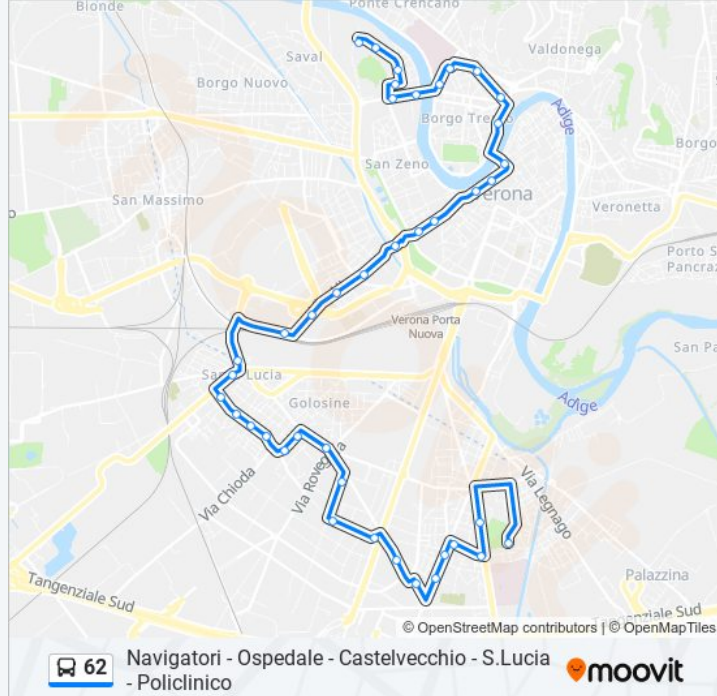 Bionde
Ponte Crencano
Saval
Valdonega
Borgo Nuovo
Adige
Borgo Trento
Borgo
San Zeno
San Massimo
Verona
Veronetta
Porto S
Pancraz
Verona Porta
Nuova
San Pa
Santa Lucia
Golosine
Adige
Via Rovegg
Via Chioda
Via Legnago
Palazzina
Tangenziale Sud
Tangenziale Sud
© OpenStreetMap contributors | © OpenMapTiles
62
Navigatori - Ospedale - Castelvecchio - S.Lucia
- Policlinico
moovit